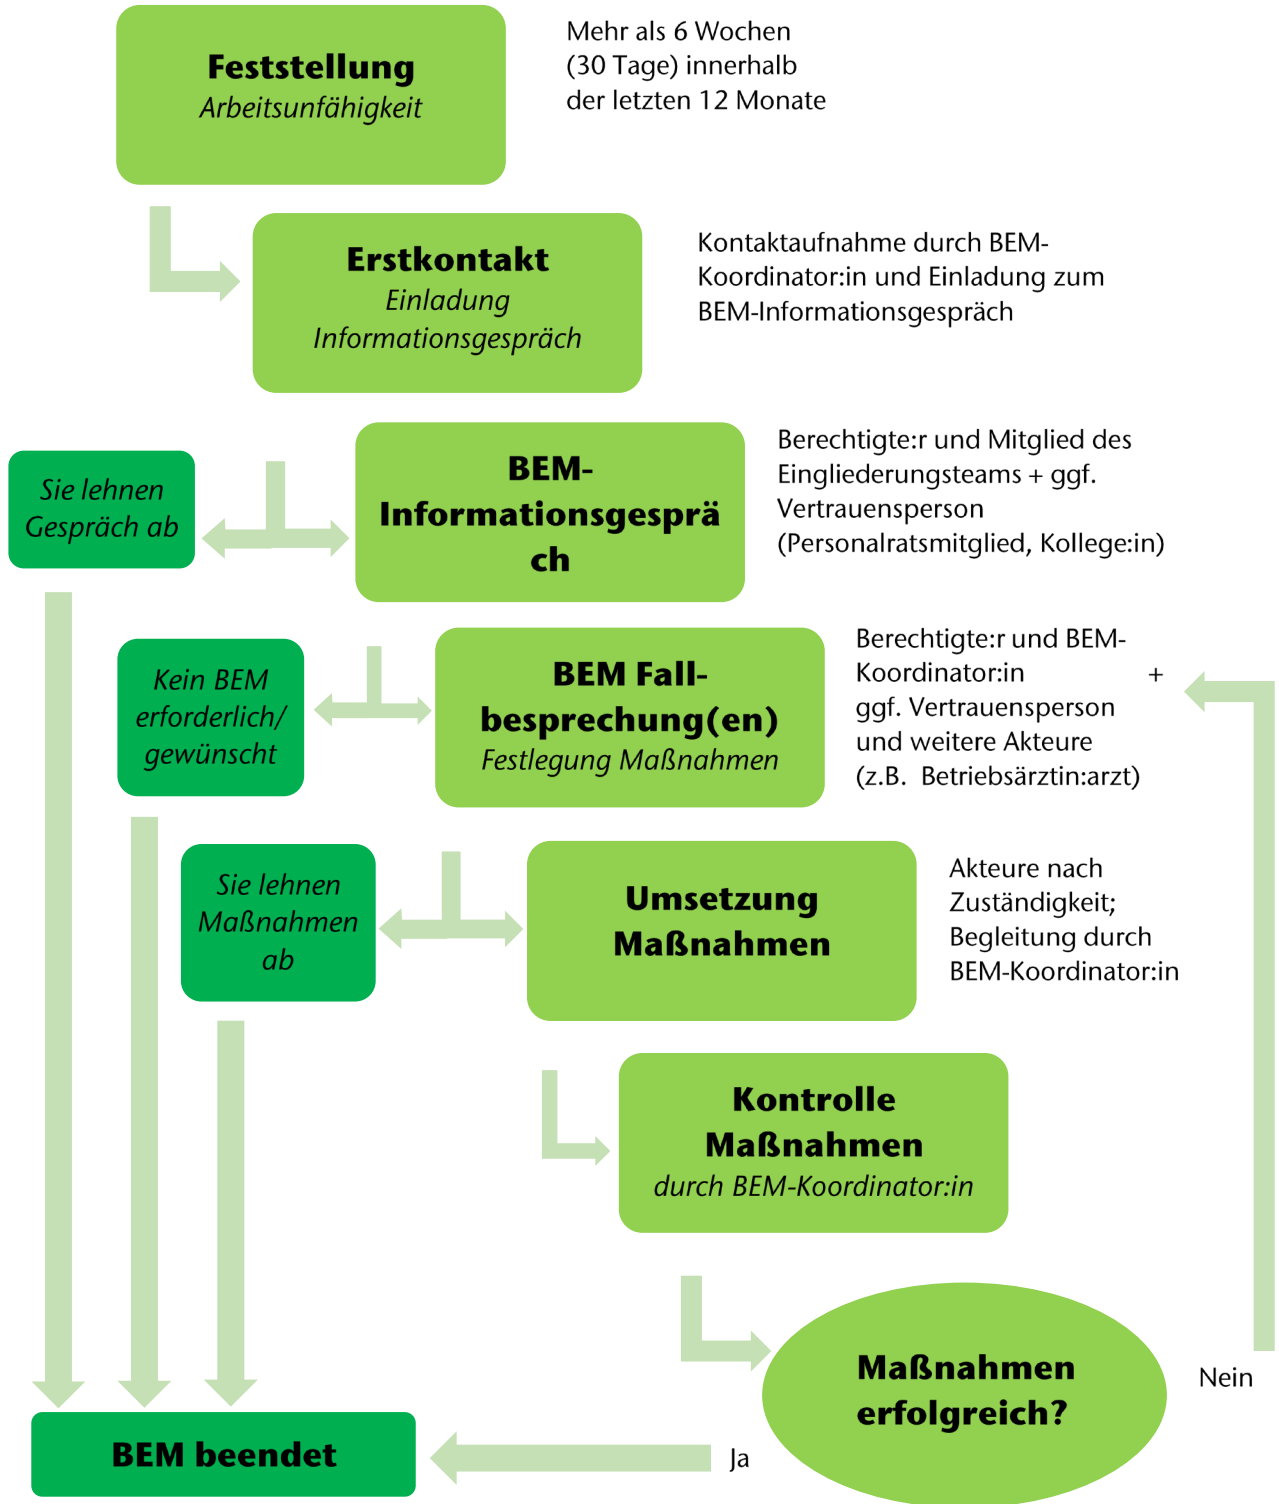 Feststellung
Arbeitsunfähigkeit
Mehr als 6 Wochen
(30 Tage) innerhalb
der letzten 12 Monate
Erstkontakt
Einladung
Informationsgespräch
Kontaktaufnahme durch BEM-
Koordinator:in und Einladung zum
BEM-Informationsgespräch
Sie lehnen
Gespräch ab
BEM-
Informationsgesprä
ch
Berechtigte:r und Mitglied des
Eingliederungsteams + ggf.
Vertrauensperson
(Personalratsmitglied, Kollege:in)
Kein BEM
erforderlich/
gewünscht
BEM Fall-
besprechung(en)
Festlegung Maßnahmen
Berechtigte:r und BEM-
Koordinator:in +
ggf. Vertrauensperson
und weitere Akteure
(z.B. Betriebsärztin:arzt)
Sie lehnen
Maßnahmen
ab
Umsetzung
Maßnahmen
Akteure nach
Zuständigkeit;
Begleitung durch
BEM-Koordinator:in
Kontrolle
Maßnahmen
durch BEM-Koordinator:in
Maßnahmen
erfolgreich?
Nein
Ja
BEM beendet